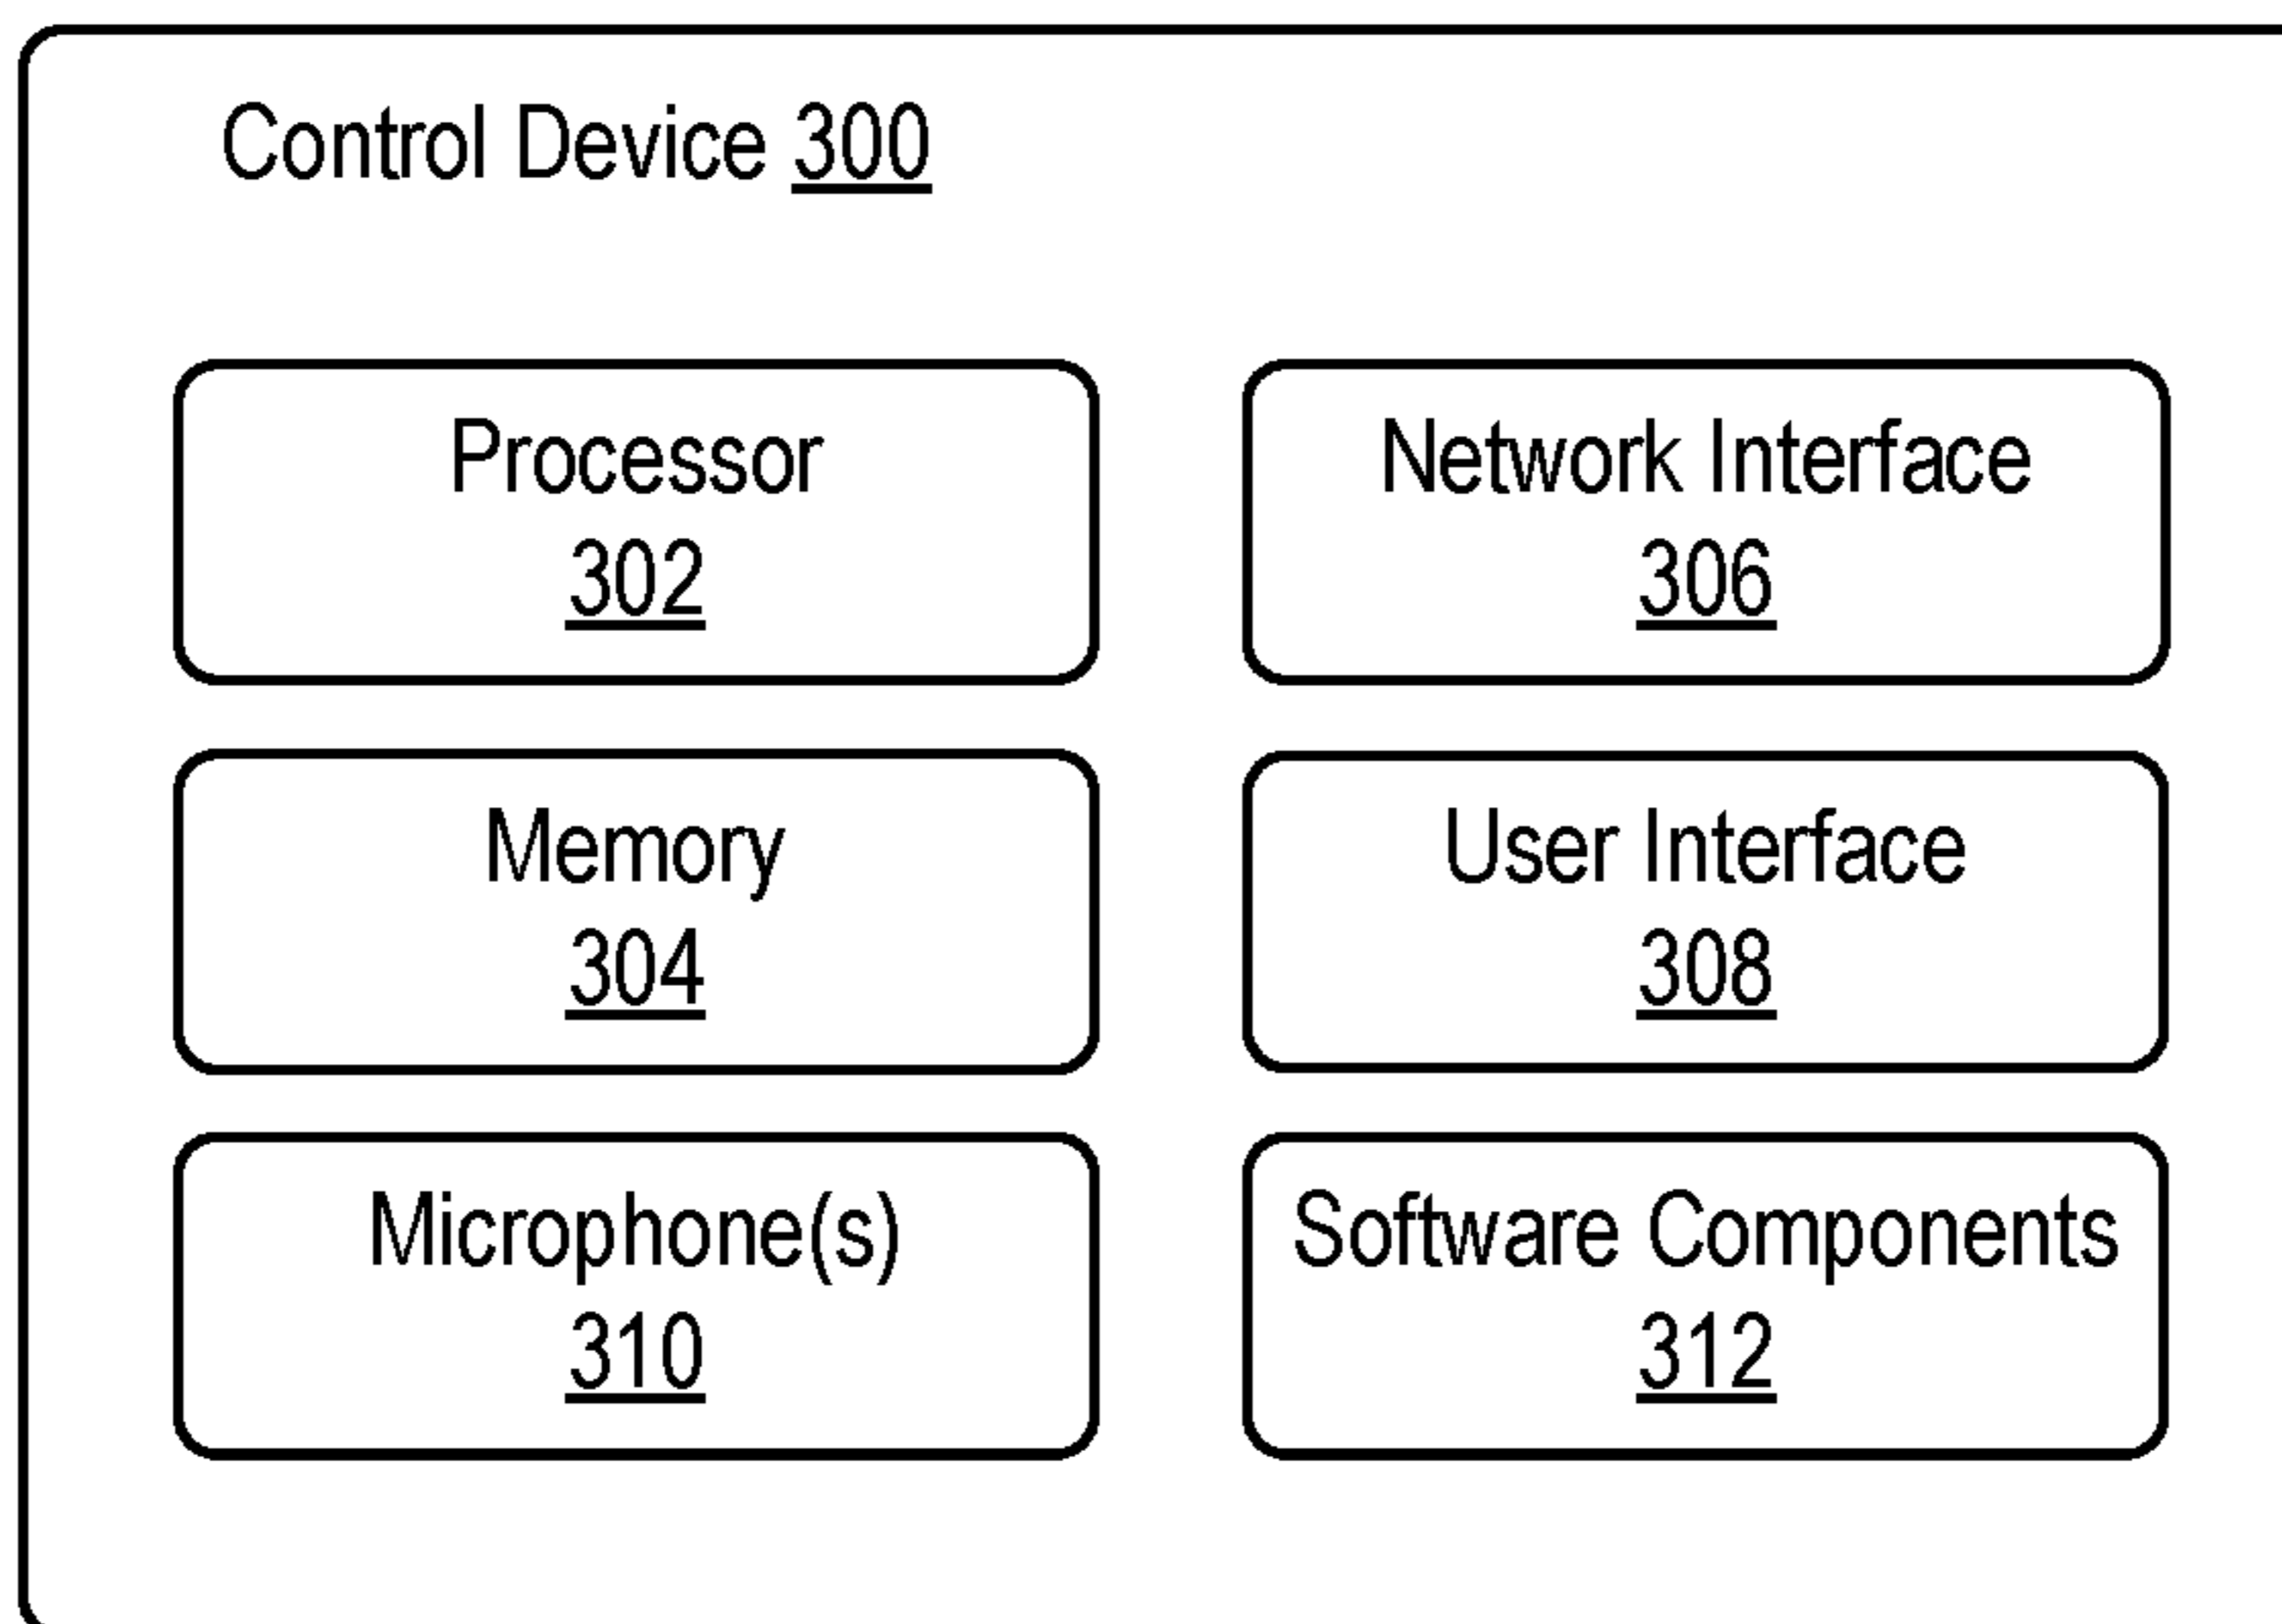 Control Device 300
Processor
302
Network Interface
306
Memory
304
User Interface
308
Microphone(s)
310
Software Components
312